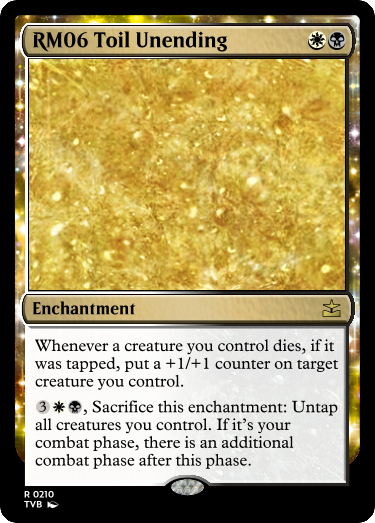 RM06 Toil Unending
Enchantment
Whenever a creature you control dies, if it
was tapped, put a +1/+1 counter on target
creature you control.
3, Sacrifice this enchantment: Untap
all creatures you control. If it's your
combat phase, there is an additional
combat phase after this phase.
R 0210
TVB